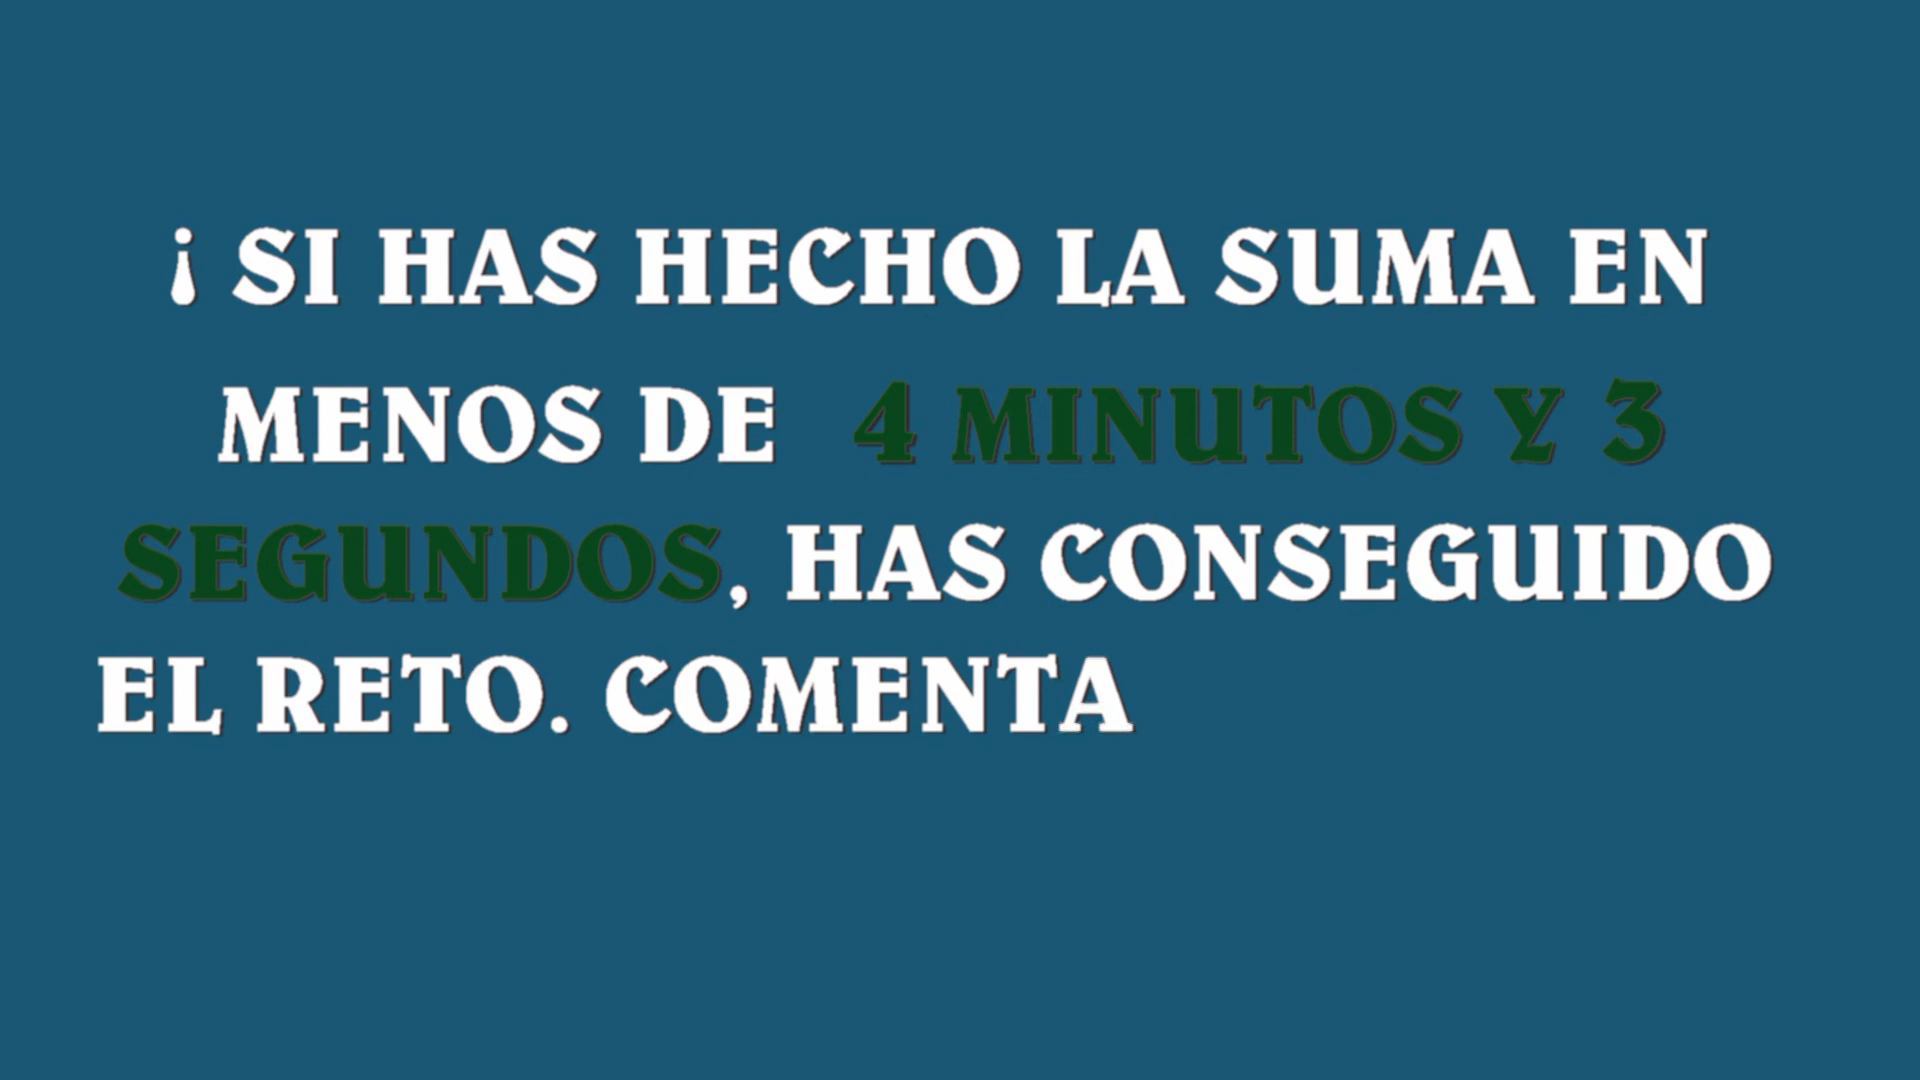 ¡ SI HAS HECHO LA SUMA EN
MENOS DE 4 MINUTOS Y 3
SEGUNDOS, HAS CONSEGUIDO
EL RETO. COMENTA